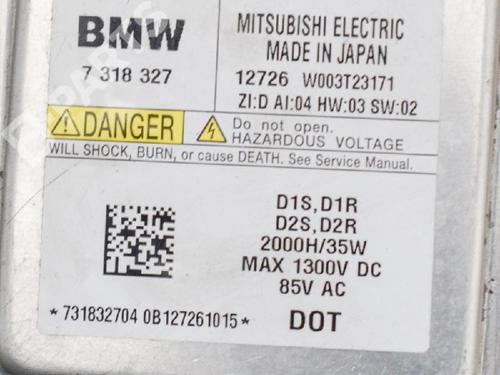 BMW
7 318 327
MITSUBISHI ELECTRIC
MADE IN JAPAN
12726 W003T23171
ZI:D AI:04 HW:03 SW:02
DANGER
Do not open.
HAZARDOUS VOLTAGE
WILL SHOCK, BURN, or cause DEATH. See Service Manual.
D1S,D1R
D2S,D2R
2000H/35W
MAX 1300V DC
85V AC
*731832704 0B127261015*
DOT